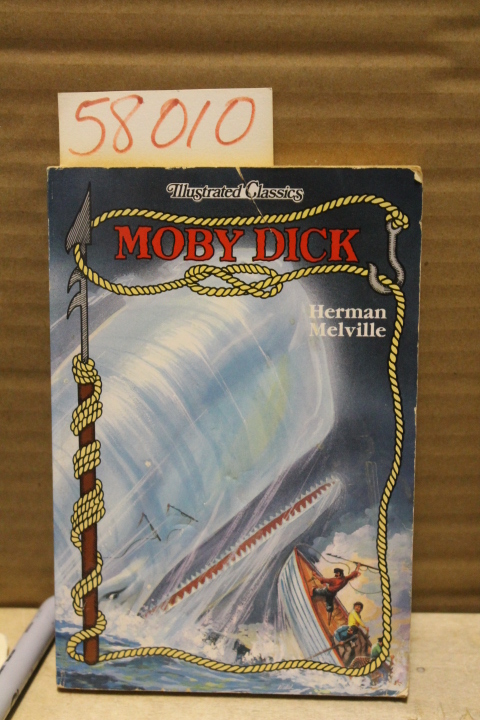 58010
Illustrated Classics
MOBY DICK
Herman
Melville